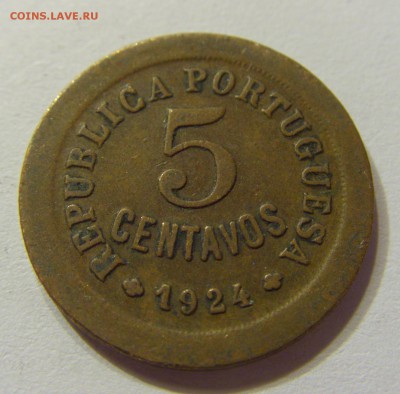 COINS.LAVE.RU
REPUBLICA PORTUGUESA
5
CENTAVOS
1924